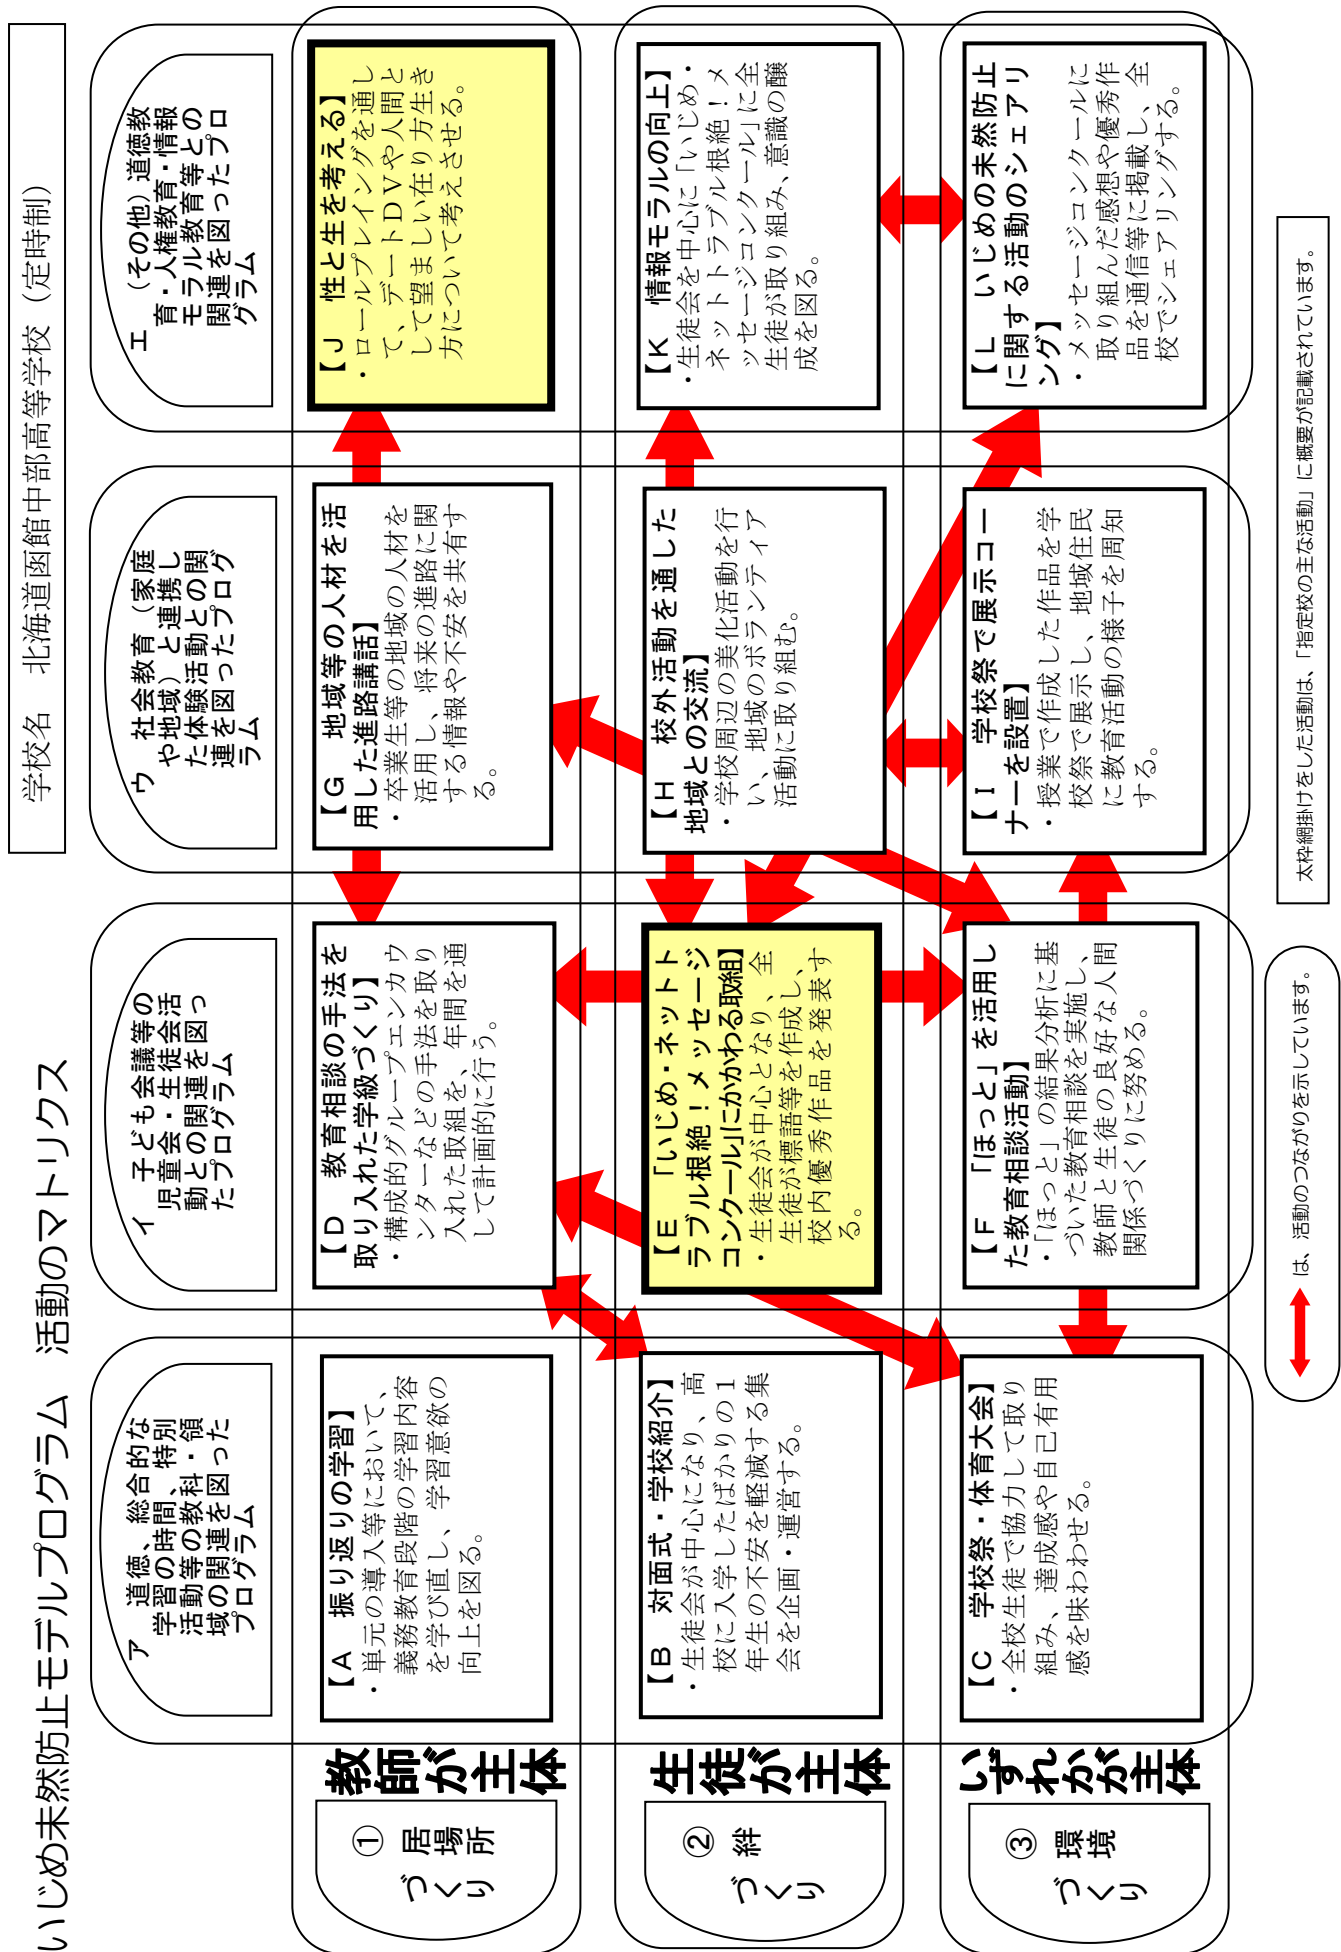 いじめ未然防止モデルプログラム　活動のマトリクス
学校名　北海道函館中部高等学校（定時制）
ア　道徳、総合的な
学習の時間、特別
活動等の教科・領
域の関連を図った
プログラム
イ　子ども会議等の
児童会・生徒会活
動との関連を図っ
たプログラム
ウ　社会教育（家庭
や地域）と連携し
た体験活動との関
連を図ったプログ
ラム
エ　（その他）道徳教
育・人権教育・情報
モラル教育等との
関連を図ったプロ
グラム
① 居場所
づくり
教師が主体
【A　振り返りの学習】
・単元の導入等において、
義務教育段階の学習内容
を学び直し、学習意欲の
向上を図る。
【D　教育相談の手法を
取り入れた学級づくり】
・構成的グループエンカウ
ンターなどの手法を取り
入れた取組を、年間を通
して計画的に行う。
【G　地域等の人材を活
用した進路講話】
・卒業生等の地域の人材を
活用し、将来の進路に関
する情報や不安を共有す
る。
【J　性と生を考える】
・ロールプレイングを通し
て、デートDVや人間と
して望ましい在り方生き
方について考えさせる。
② 絆
づくり
生徒が主体
【B　対面式・学校紹介】
・生徒会が中心になり、高
校に入学したばかりの1
年生の不安を軽減する集
会を企画・運営する。
【E　「いじめ・ネットト
ラブル根絶！メッセージ
コンクール」にかかわる取組】
・生徒会が中心となり、全
生徒が標語等を作成し、
校内優秀作品を発表す
る。
【H　校外活動を通した
地域との交流】
・学校周辺の美化活動を行
い、地域のボランティア
活動に取り組む。
【K　情報モラルの向上】
・生徒会を中心に「いじめ・
ネットトラブル根絶！メ
ッセージコンクール」に全
生徒が取り組み、意識の醸
成を図る。
③ 環境
づくり
いずれかが主体
【C　学校祭・体育大会】
・全校生徒で協力して取り
組み、達成感や自己有用
感を味わわせる。
【F　「ほっと」を活用し
た教育相談活動】
・「ほっと」の結果分析に基
づいた教育相談を実施し、
教師と生徒の良好な人間
関係づくりに努める。
【I　学校祭で展示コー
ナーを設置】
・授業で作成した作品を学
校祭で展示し、地域住民
に教育活動の様子を周知
する。
【L　いじめの未然防止
に関する活動のシェアリ
ング】
・メッセージコンクールに
取り組んだ感想や優秀作
品を通信等に掲載し、全
校でシェアリングする。
は、活動のつながりを示しています。
太枠網掛けをした活動は、「指定校の主な活動」に概要が記載されています。